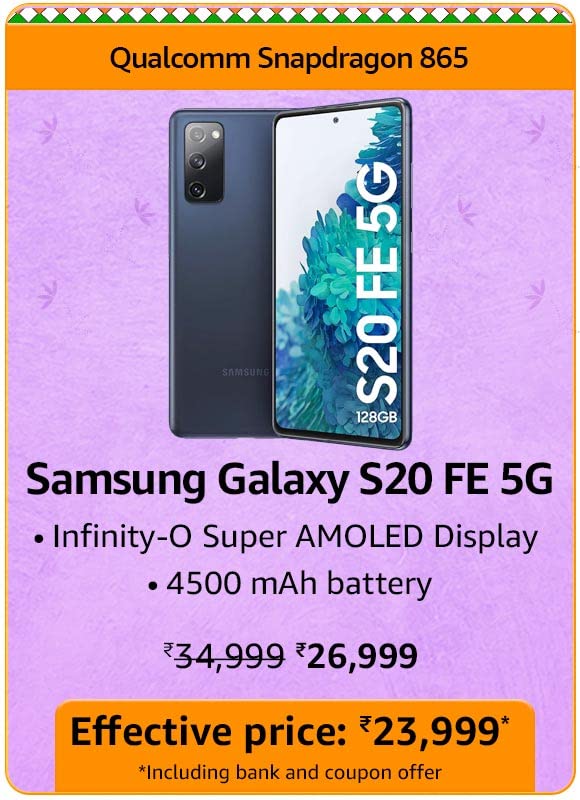 Qualcomm Snapdragon 865
SAMSUNG
S20 FE 5G
128GB
Samsung Galaxy S20 FE 5G
• Infinity-O Super AMOLED Display
• 4500 mAh battery
₹34,999 ₹26,999
Effective price: ₹23,999*
*Including bank and coupon offer